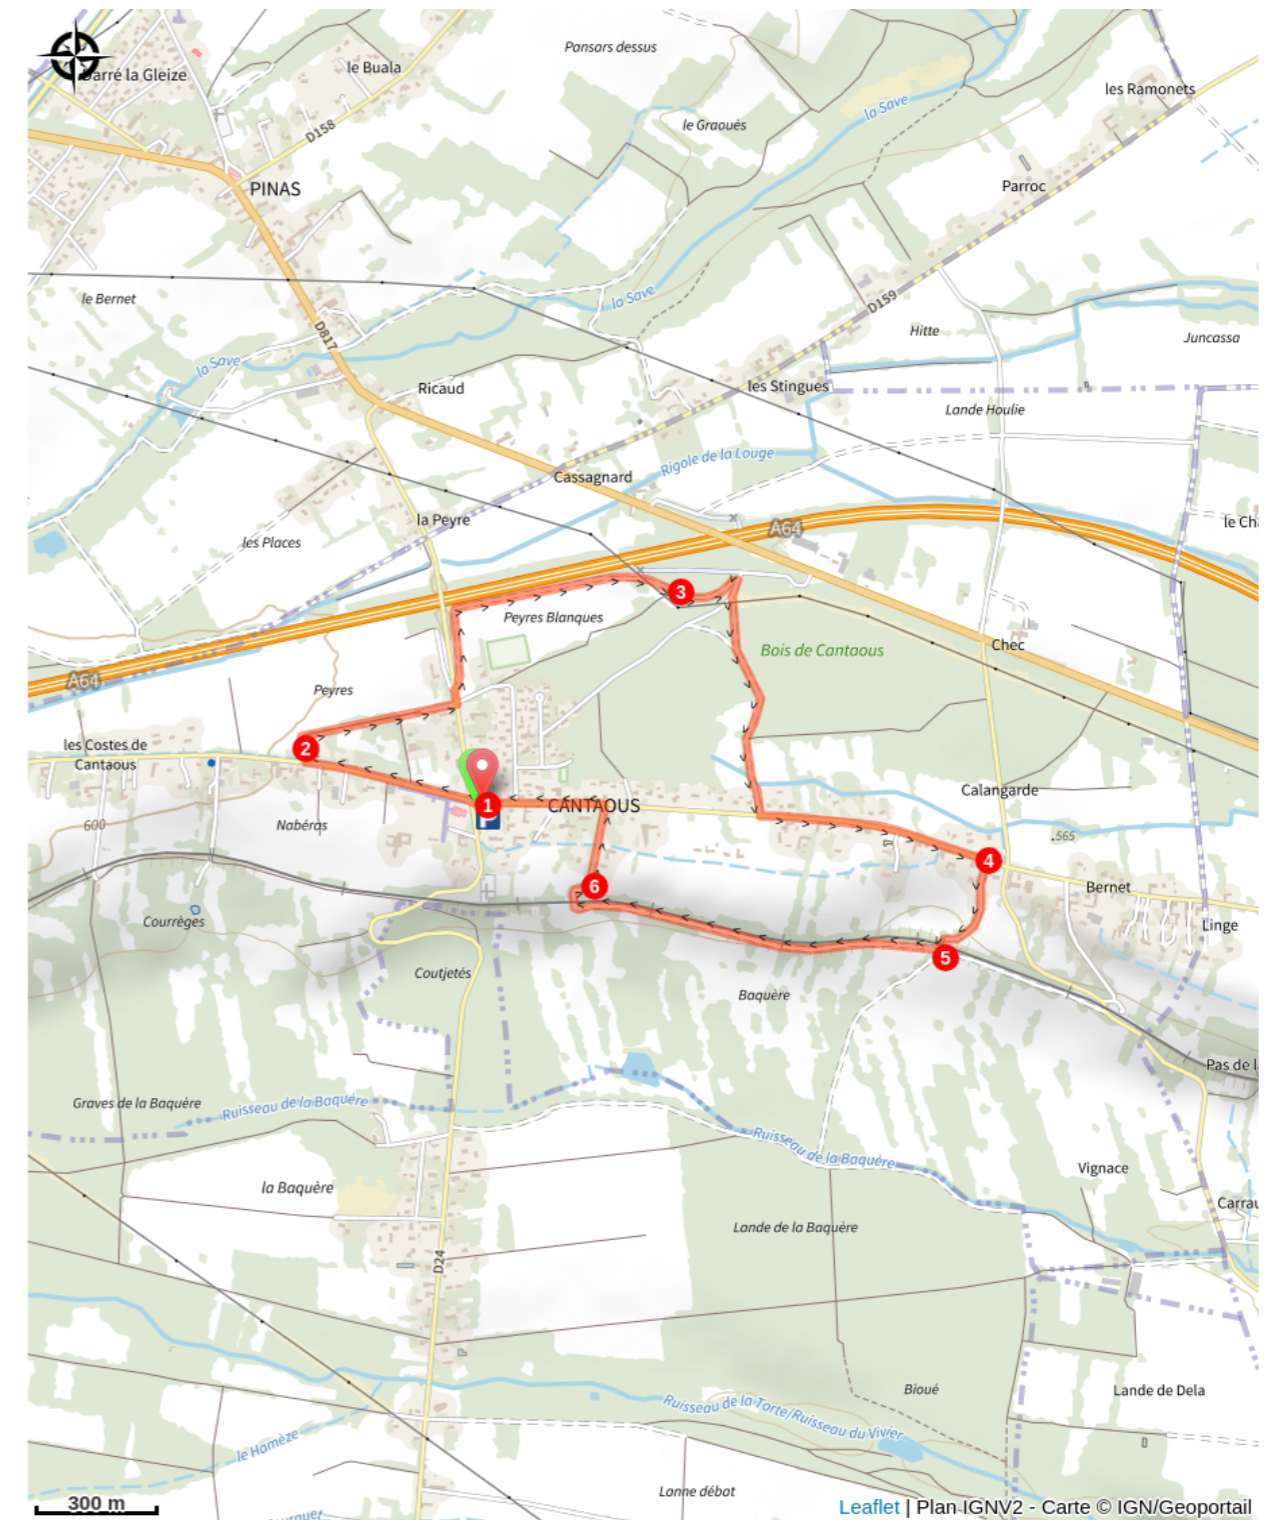 Pansars dessus
le Buala
Darré la Gleize
les Ramonets
la Save
le Graouès
D158
PINAS
Parroc
le Bernet
la Save
D159
Hitte
Juncassa
D817
la Save
Ricaud
les Stingues
Lande Houlie
Rigole de la Louge
Cassagnard
la Peyre
A64
le Ch
les Places
3
Peyres Blanques
Chec
Bois de Cantaous
A64
Peyres
les Costes de
Cantaous
2
Calangarde
1
CANTAOUS
600
Nabéras
565
4
6
Bernet
Courrèges
Linge
5
Coutjetés
Baquère
Pas de l
Graves de la Baquère
Ruisseau de la Baquère
Ruisseau de la Baquère
Vignace
la Baquère
Carrau
Lande de la Baquère
D24
Bioué
Lande de Dela
Ruisseau de la Torte/Ruisseau du Vivier
le Hamèze
Lanne débat
300 m
Leaflet | Plan IGNV2 - Carte © IGN/Geoportail